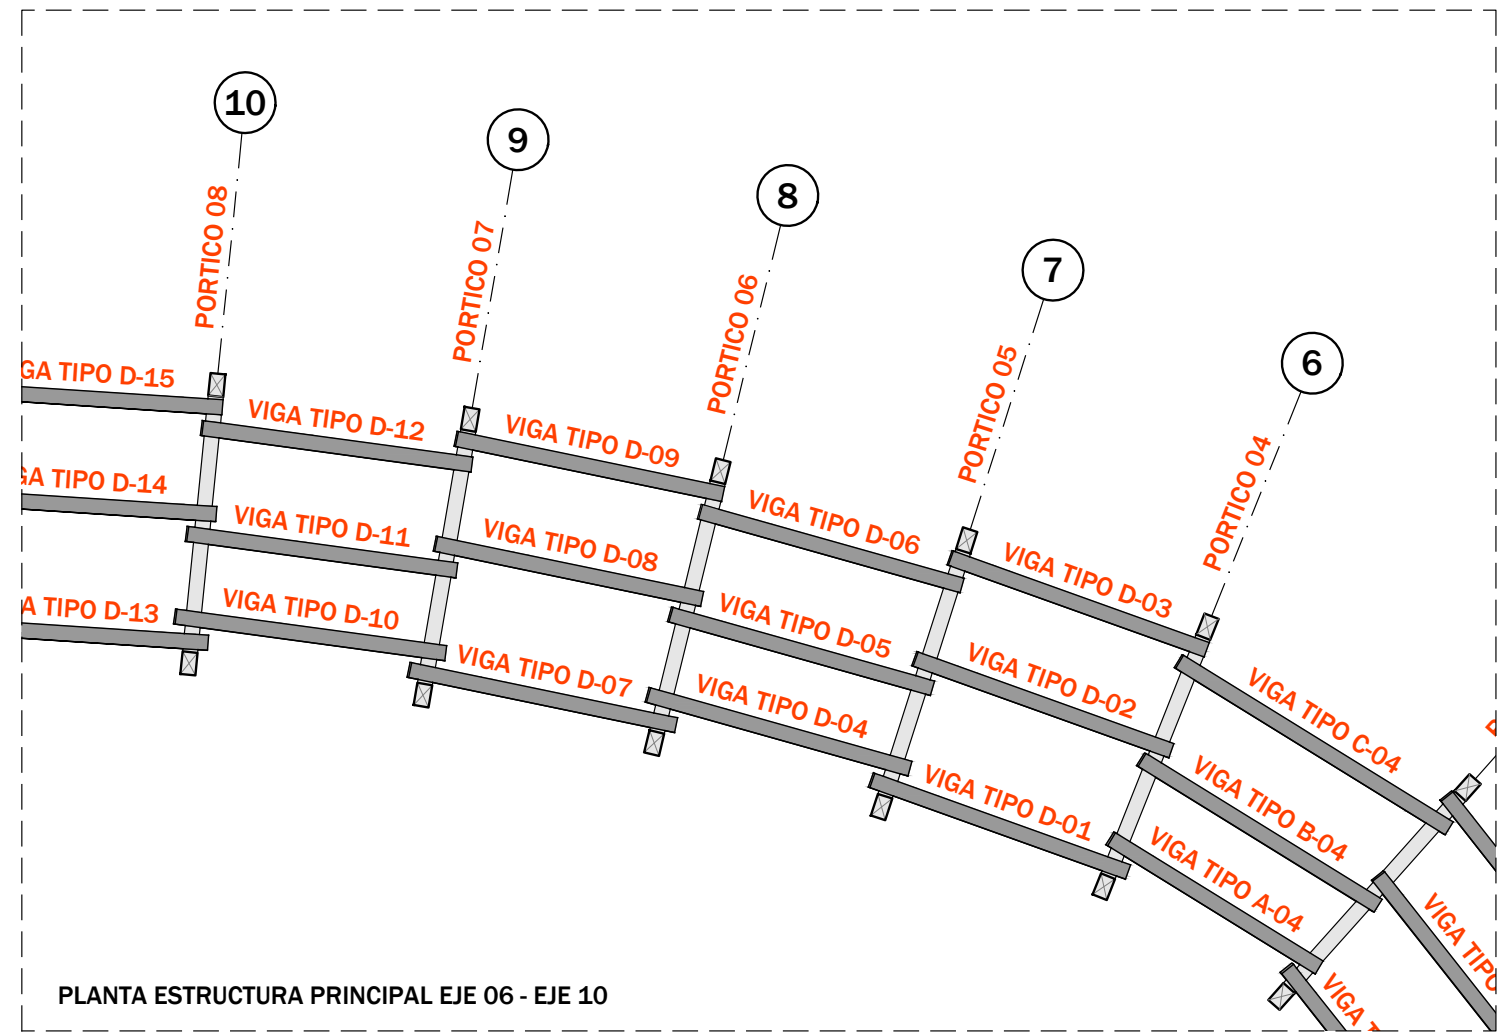 10
9
8
7
6
PORTICO 08
PORTICO 07
PORTICO 06
PORTICO 05
PORTICO 04
GA TIPO D-15
VIGA TIPO D-12
VIGA TIPO D-09
VIGA TIPO D-06
VIGA TIPO D-03
VIGA TIPO C-04
GA TIPO D-14
VIGA TIPO D-11
VIGA TIPO D-08
VIGA TIPO D-05
VIGA TIPO D-02
VIGA TIPO B-04
A TIPO D-13
VIGA TIPO D-10
VIGA TIPO D-07
VIGA TIPO D-04
VIGA TIPO D-01
VIGA TIPO A-04
VIGA TIPO
VIGA
PLANTA ESTRUCTURA PRINCIPAL EJE 06 - EJE 10